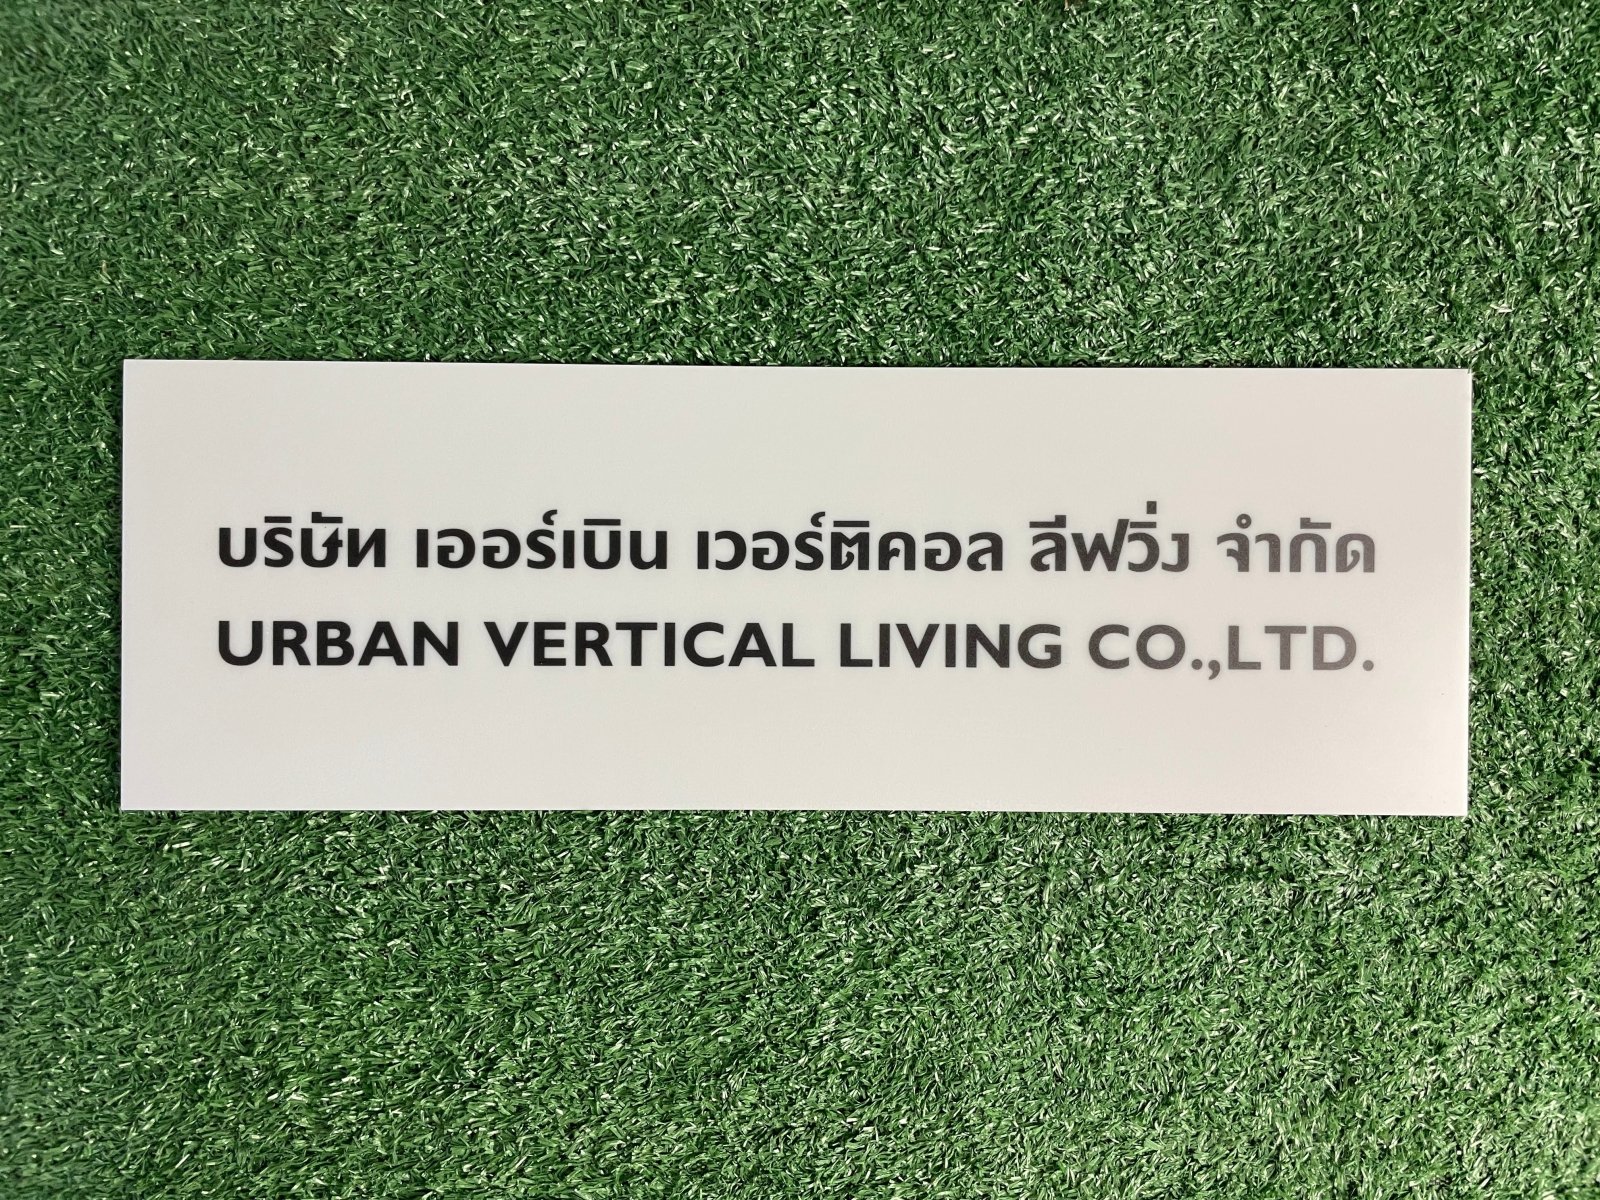 บริษัท เออร์เบิน เวอร์ติคอล ลีฟวิ่ง จำกัด
URBAN VERTICAL LIVING CO.,LTD.